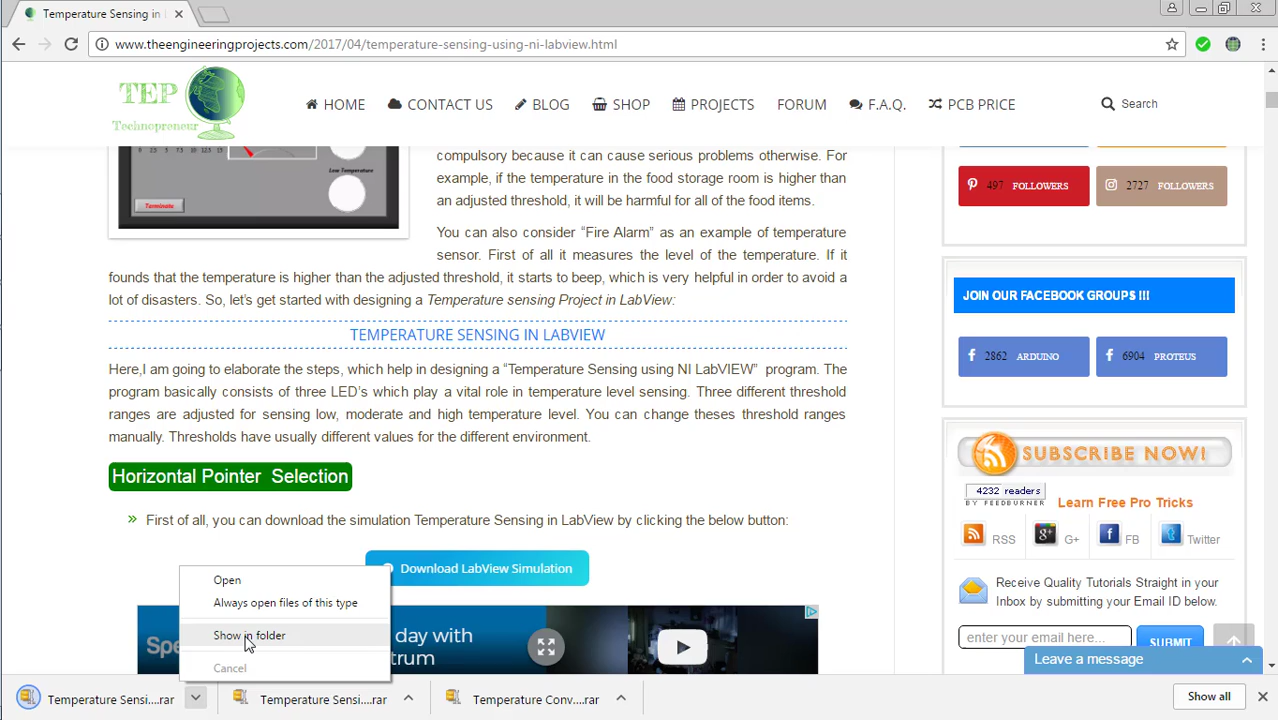 Temperature Sensing in
www.theengineeringprojects.com/2017/04/temperature-sensing-using-ni-labview.html
TEP
Technopreneur
HOME
CONTACT US
BLOG
SHOP
PROJECTS
FORUM
F.A.Q.
PCB PRICE
Search
Low Temperature
Terminate
compulsory because it can cause serious problems otherwise. For
example, if the temperature in the food storage room is higher than
an adjusted threshold, it will be harmful for all of the food items.
You can also consider “Fire Alarm” as an example of temperature
sensor. First of all it measures the level of the temperature. If it
founds that the temperature is higher than the adjusted threshold, it starts to beep, which is very helpful in order to avoid a
lot of disasters. So, let’s get started with designing a Temperature sensing Project in LabView:
TEMPERATURE SENSING IN LABVIEW
Here,I am going to elaborate the steps, which help in designing a “Temperature Sensing using NI LabVIEW” program. The
program basically consists of three LED’s which play a vital role in temperature level sensing. Three different threshold
ranges are adjusted for sensing low, moderate and high temperature level. You can change theses threshold ranges
manually. Thresholds have usually different values for the different environment.
Horizontal Pointer Selection
First of all, you can download the simulation Temperature Sensing in LabView by clicking the below button:
Download LabView Simulation
Spe
day with
trum
Open
Always open files of this type
Show in folder
Cancel
497 FOLLOWERS
2727 FOLLOWERS
JOIN OUR FACEBOOK GROUPS !!!
2862 ARDUINO
6904 PROTEUS
SUBSCRIBE NOW!
4232 readers
BY FEEDBURNER
Learn Free Pro Tricks
RSS
G+
FB
Twitter
Receive Quality Tutorials Straight in your
Inbox by submitting your Email ID below.
enter your email here...
SUBMIT
Leave a message
Temperature Sensi....rar
Temperature Sensi....rar
Temperature Conv....rar
Show all